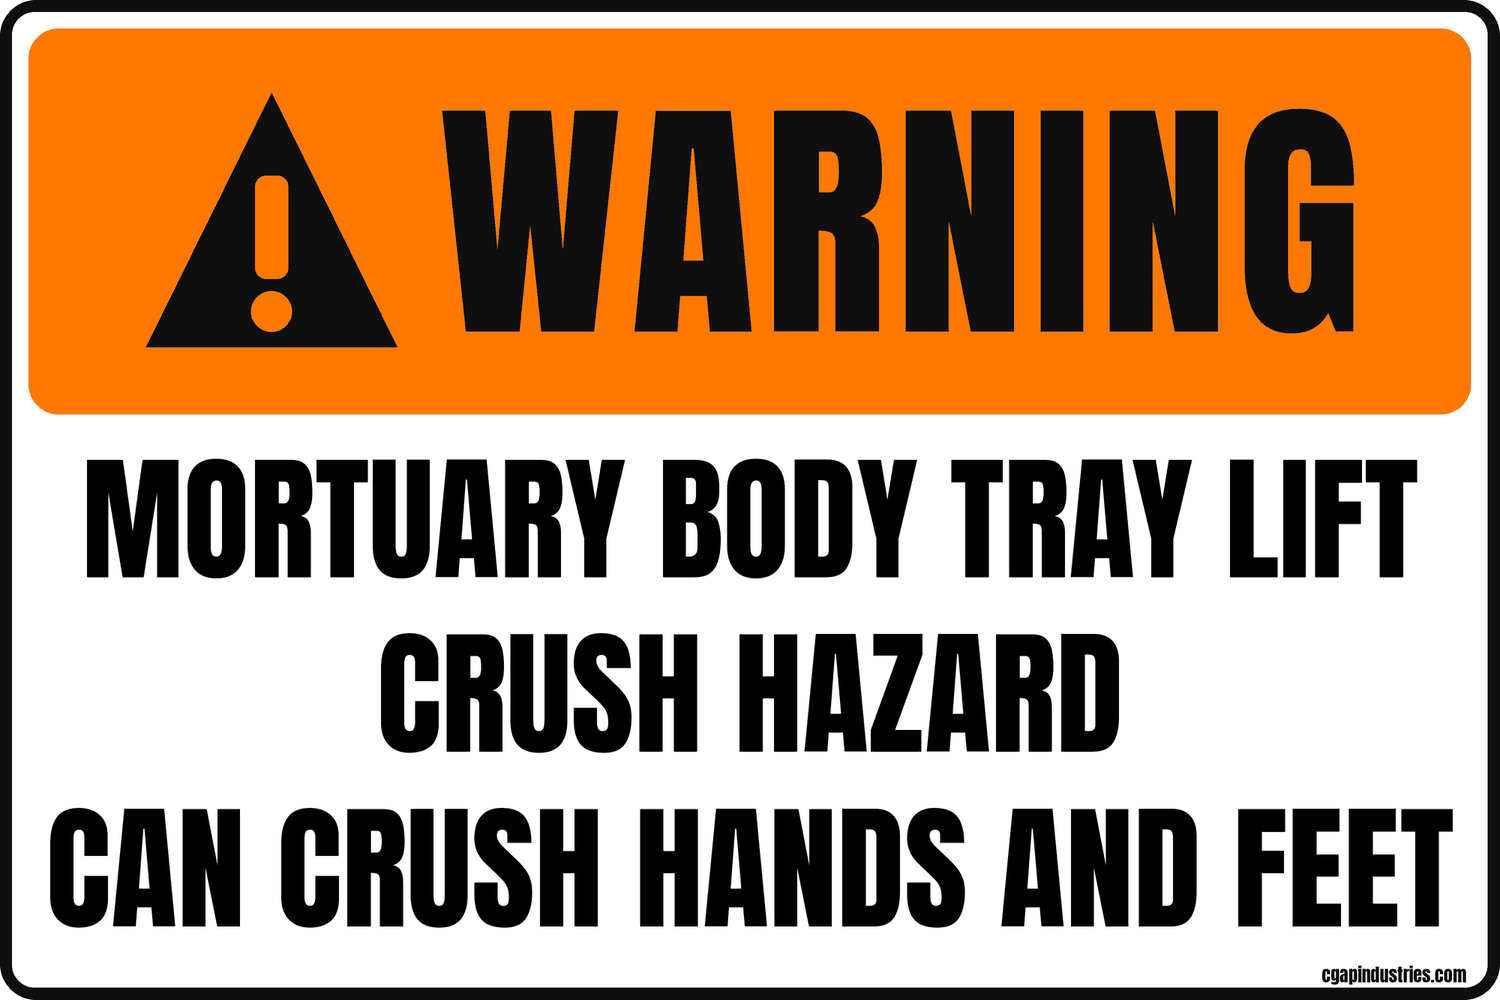 WARNING
MORTUARY BODY TRAY LIFT
CRUSH HAZARD
CAN CRUSH HANDS AND FEET
cgapindustries.com